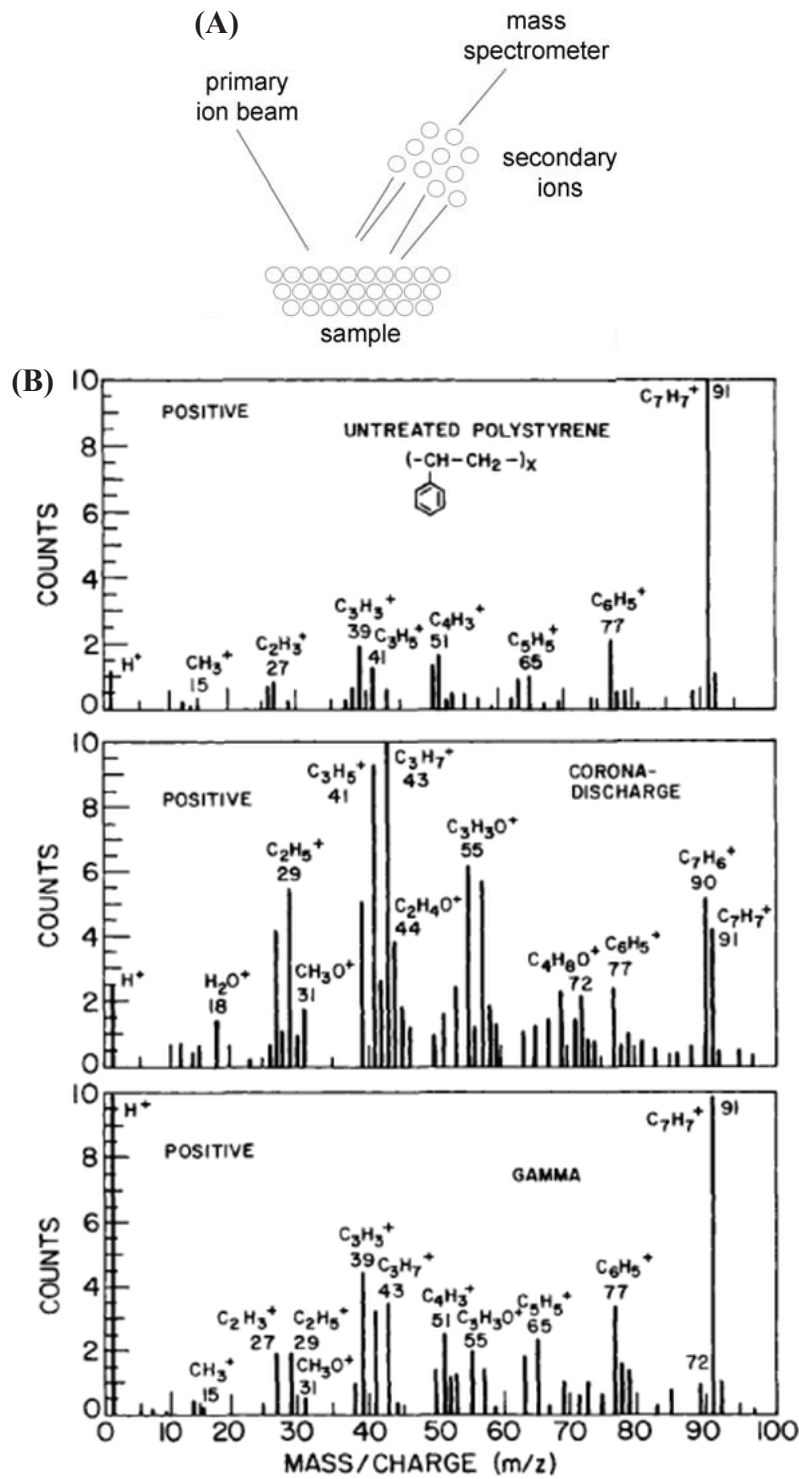 (A)
mass
spectrometer
primary
ion beam
secondary
ions
sample
(B)
10
8
6
4
2
0
COUNTS
POSITIVE
UNTREATED POLYSTYRENE
(-CH-CH₂-)x
C₇H₇⁺ 91
H⁺
CH₃⁺
15
C₂H₃⁺
27
C₃H₃⁺
39
C₃H₅⁺
41
C₄H₃⁺
51
C₅H₅⁺
65
C₆H₅⁺
77
10
8
6
4
2
0
COUNTS
POSITIVE
CORONA-
DISCHARGE
H⁺
H₂O⁺
18
C₂H₅⁺
29
CH₃O⁺
31
C₃H₅⁺
41
C₃H₇⁺
43
C₂H₄O⁺
44
C₃H₃O⁺
55
C₄H₈O⁺
72
C₆H₅⁺
77
C₇H₆⁺
90
C₇H₇⁺
91
10
8
6
4
2
0
COUNTS
H⁺
POSITIVE
GAMMA
C₇H₇⁺ 91
CH₃⁺
15
C₂H₃⁺
27
C₂H₅⁺
29
CH₃O⁺
31
C₃H₃⁺
39
C₃H₇⁺
43
C₄H₃⁺
51
C₃H₃O⁺
55
C₅H₅⁺
65
C₆H₅⁺
77
72
0 10 20 30 40 50 60 70 80 90 100
MASS/CHARGE (m/z)